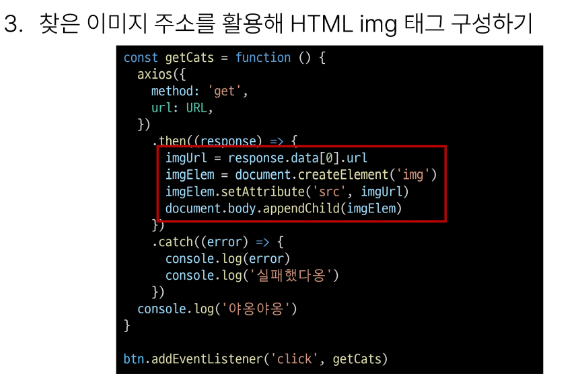 3. 찾은 이미지 주소를 활용해 HTML img 태그 구성하기
const getCats = function () {
axios({
method: 'get',
url: URL,
})
.then((response) => {
imgUrl = response.data[0].url
imgElem = document.createElement('img')
imgElem.setAttribute('src', imgUrl)
document.body.appendChild(imgElem)
})
.catch((error) => {
console.log(error)
console.log('실패했다옹')
})
console.log('야옹야옹')
}
btn.addEventListener('click', getCats)